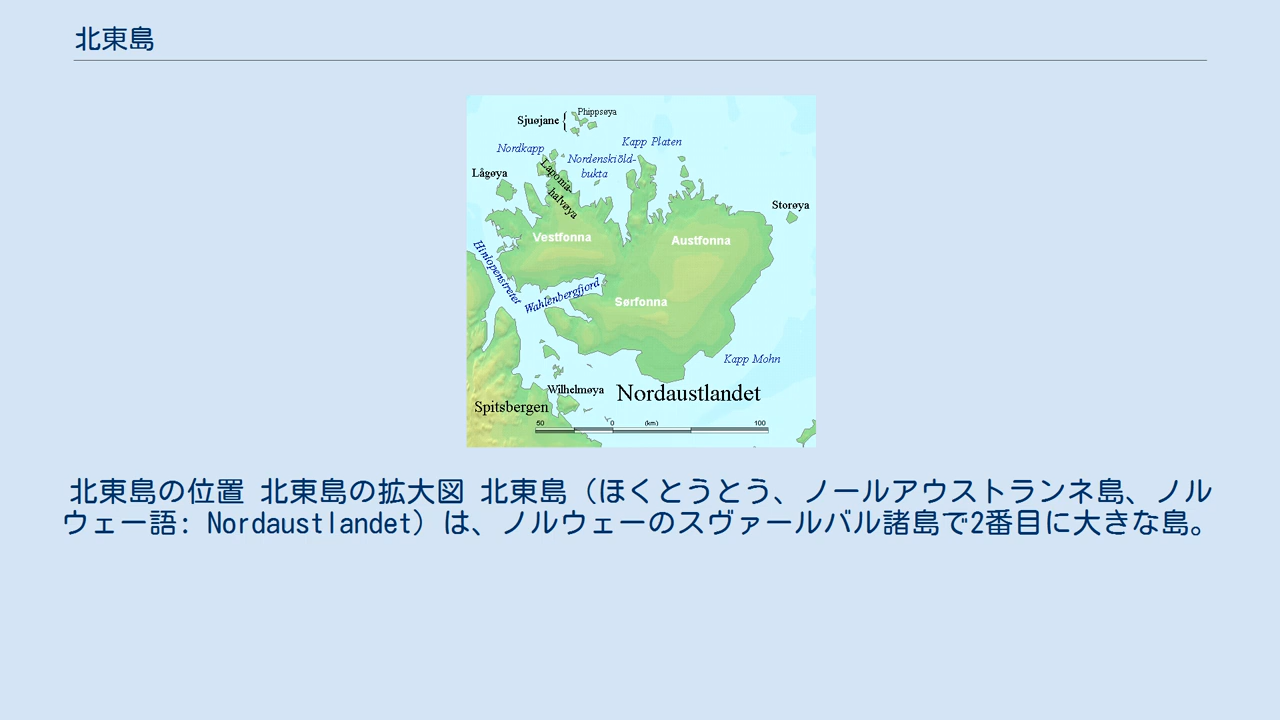 北東島
Sjuøjane
Phippsøya
Kapp Platen
Nordkapp
Nordenskiöld-
bukta
Lågøya
Laponia-
halvøya
Storøya
Vestfonna
Austfonna
Hinlopenstretet
Wahlenbergfjord
Sørfonna
Kapp Mohn
Wilhelmøya
Nordaustlandet
Spitsbergen
50 0 (km) 100
北東島の位置 北東島の拡大図 北東島（ほくとうとう、ノールアウストランネ島、ノル
ウェー語: Nordaustlandet）は、ノルウェーのスヴァールバル諸島で2番目に大きな島。